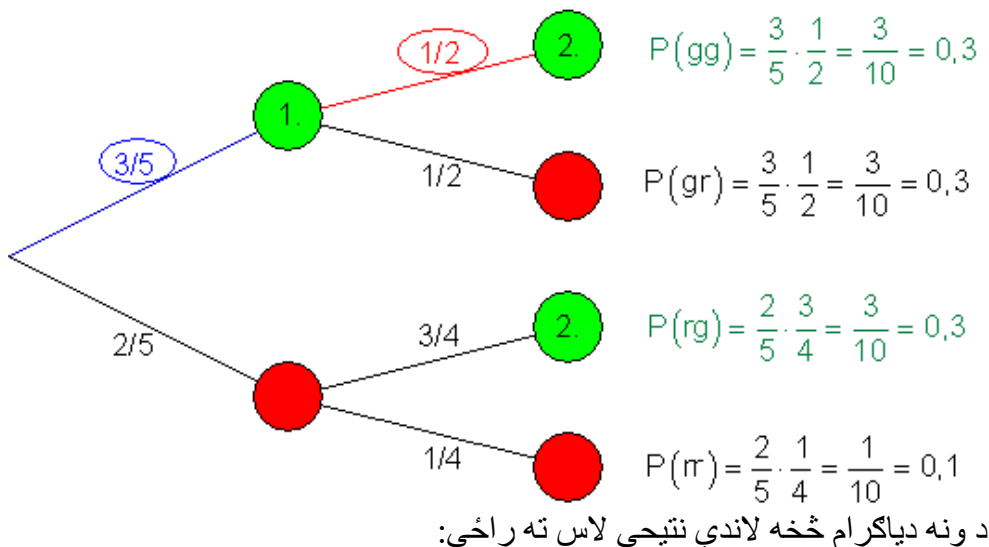 1/2
2.
P(gg) = 3/5 · 1/2 = 3/10 = 0,3
1.
3/5
1/2
P(gr) = 3/5 · 1/2 = 3/10 = 0,3
2/5
3/4
2.
P(rg) = 2/5 · 3/4 = 3/10 = 0,3
1/4
P(rr) = 2/5 · 1/4 = 1/10 = 0,1
د ونه دیاګرام څخه لاندې نتیجې لاس ته راځي: